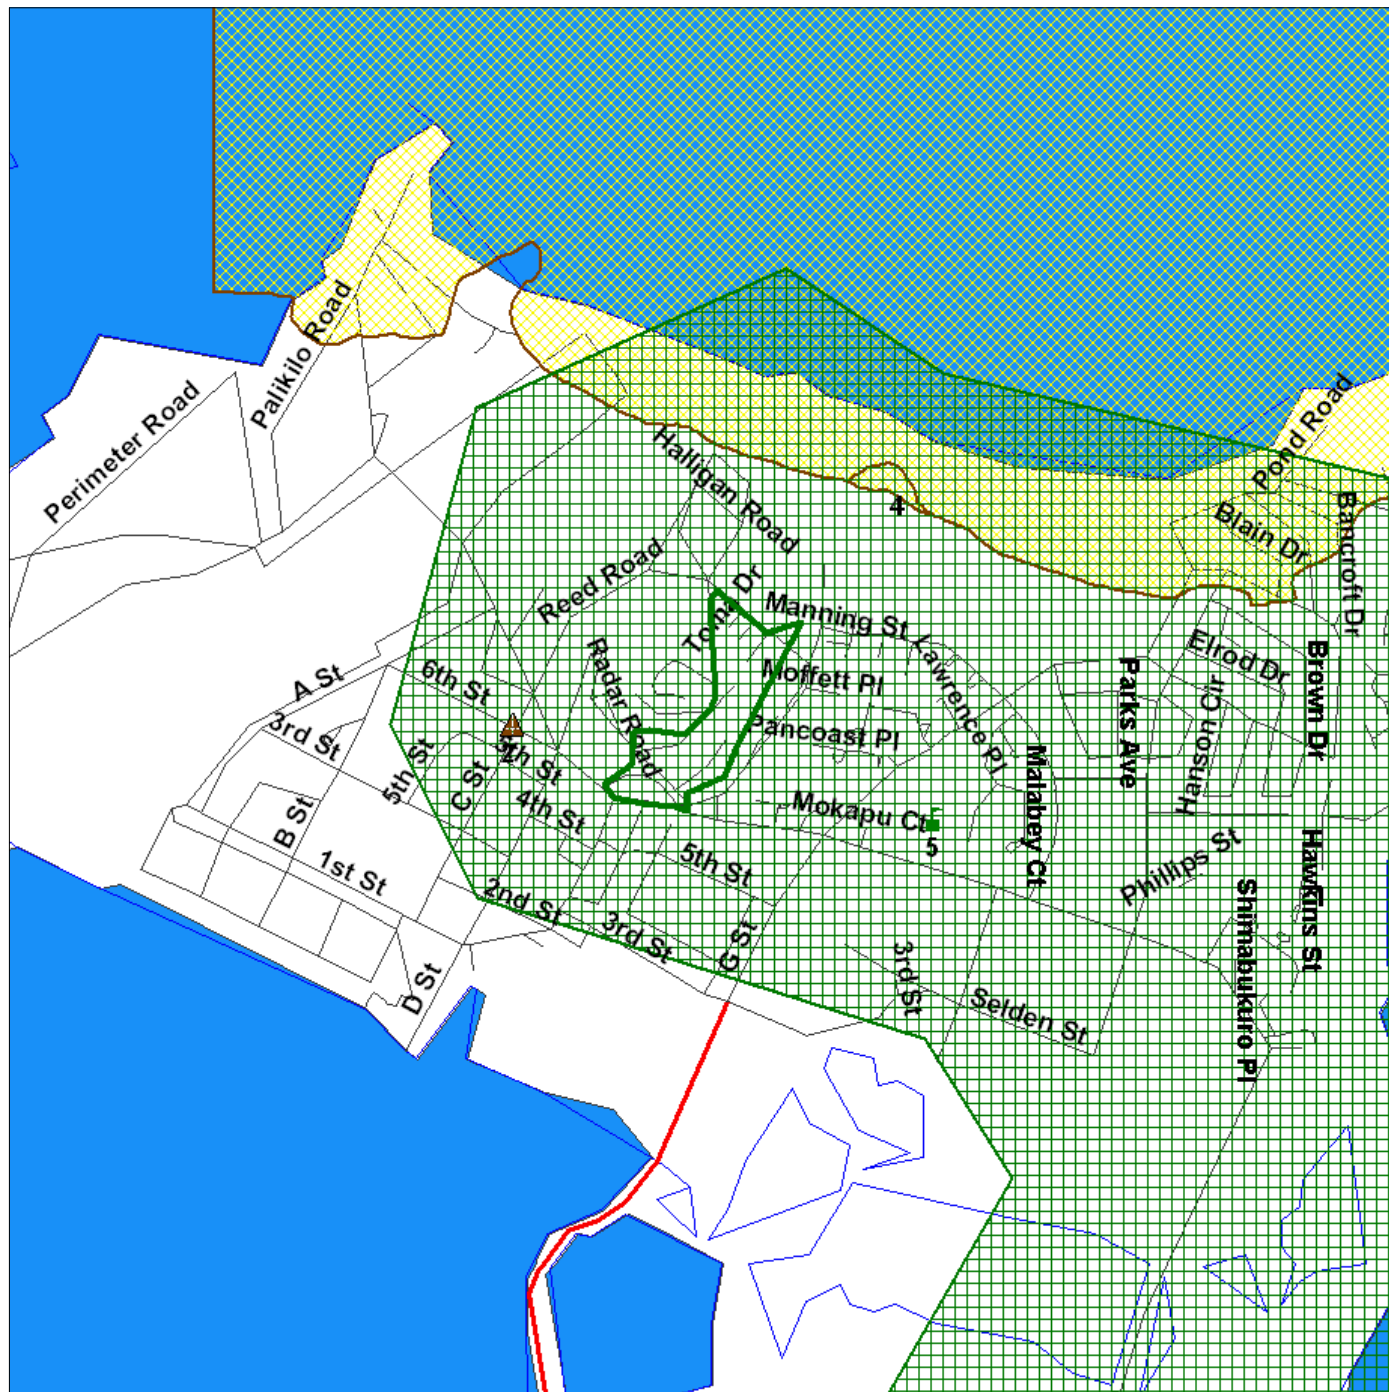 Perimeter Road
Palikilo Road
Pond Road
Halligan Road
Blain Dr
Bancroft Dr
4
Reed Road
Manning St
Lawrence Pl
Elrod Dr
Brown Dr
Radar Road
Moffett Pl
Pancoast Pl
Parks Ave
Hanson Cir
A St
6th St
3rd St
5th St
5th St
C St
4th St
B St
Malabey Ct
Mokapu Ct
5
Phillips St
Hawkins St
1st St
5th St
2nd St
3rd St
G St
3rd St
Shimabukuro Pl
D St
Selden St